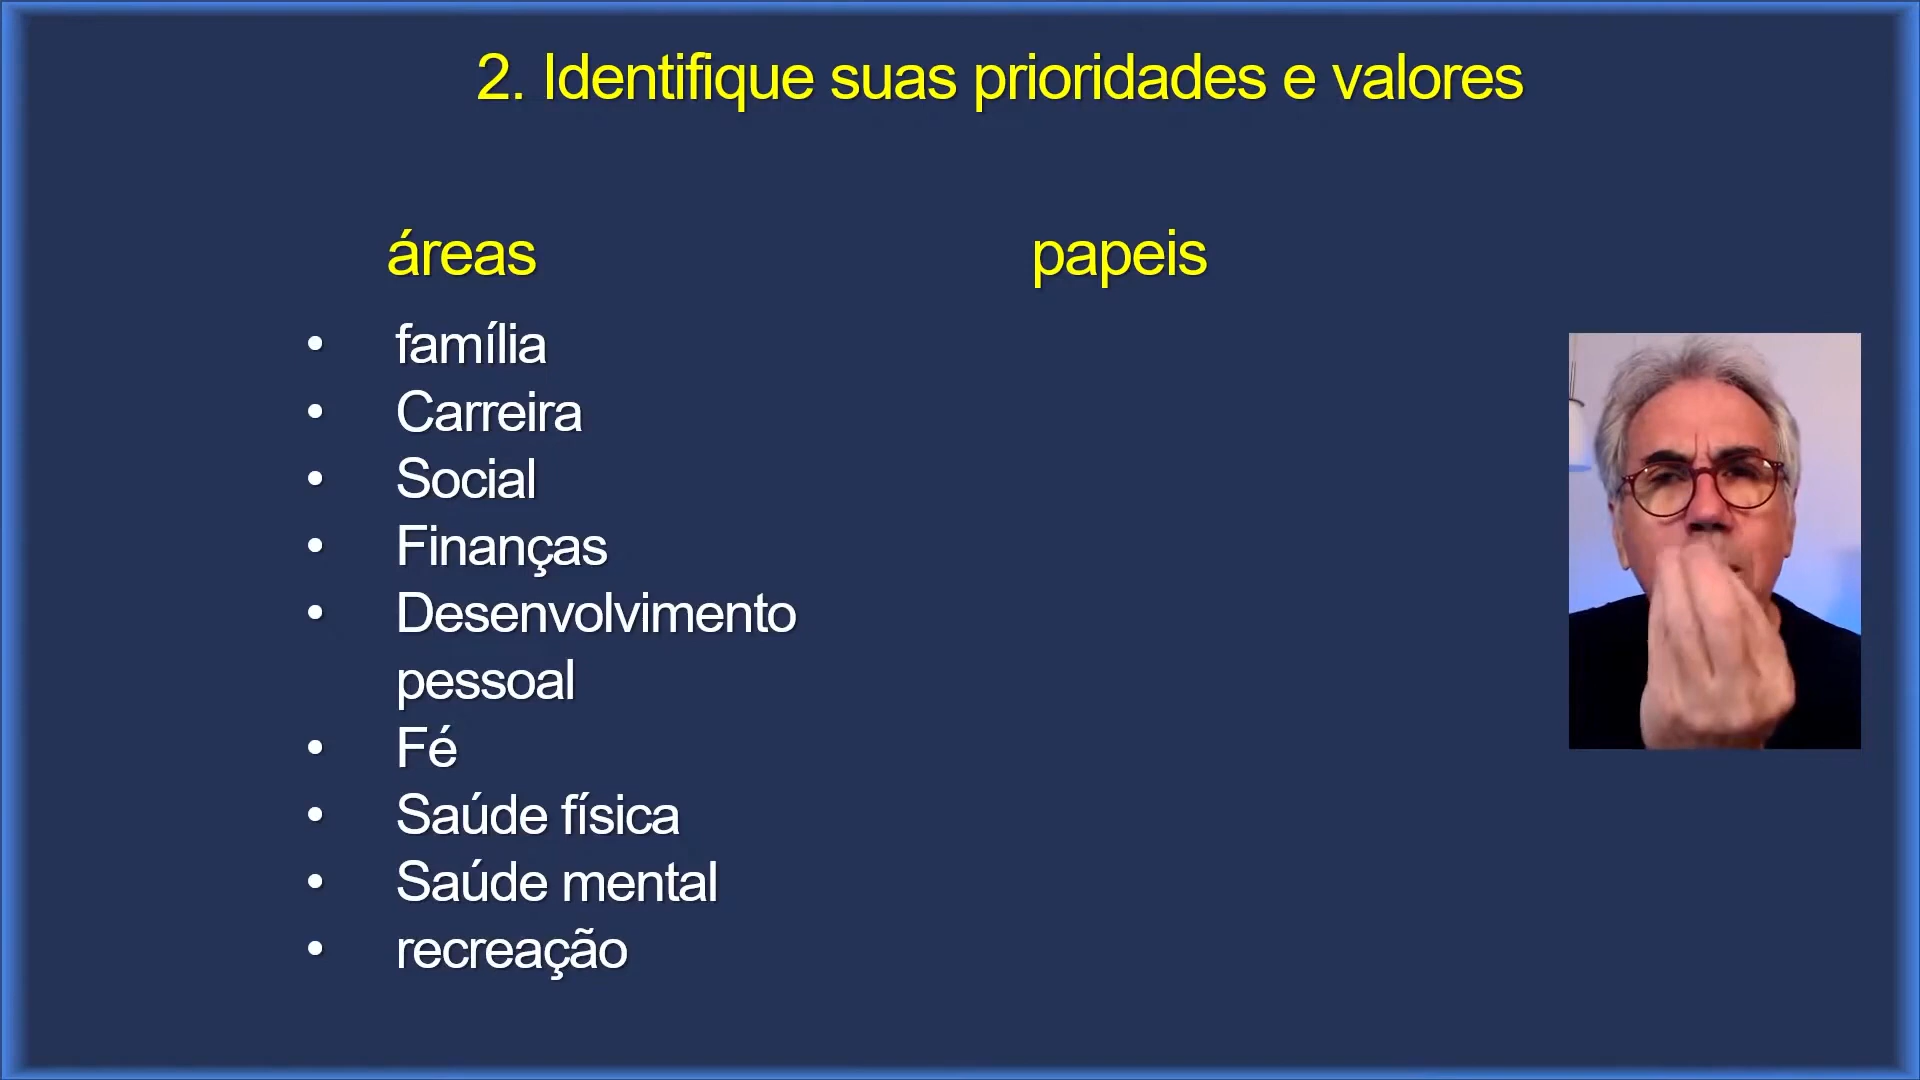 2. Identifique suas prioridades e valores
áreas
papeis
• família
• Carreira
• Social
• Finanças
• Desenvolvimento
pessoal
• Fé
• Saúde física
• Saúde mental
• recreação